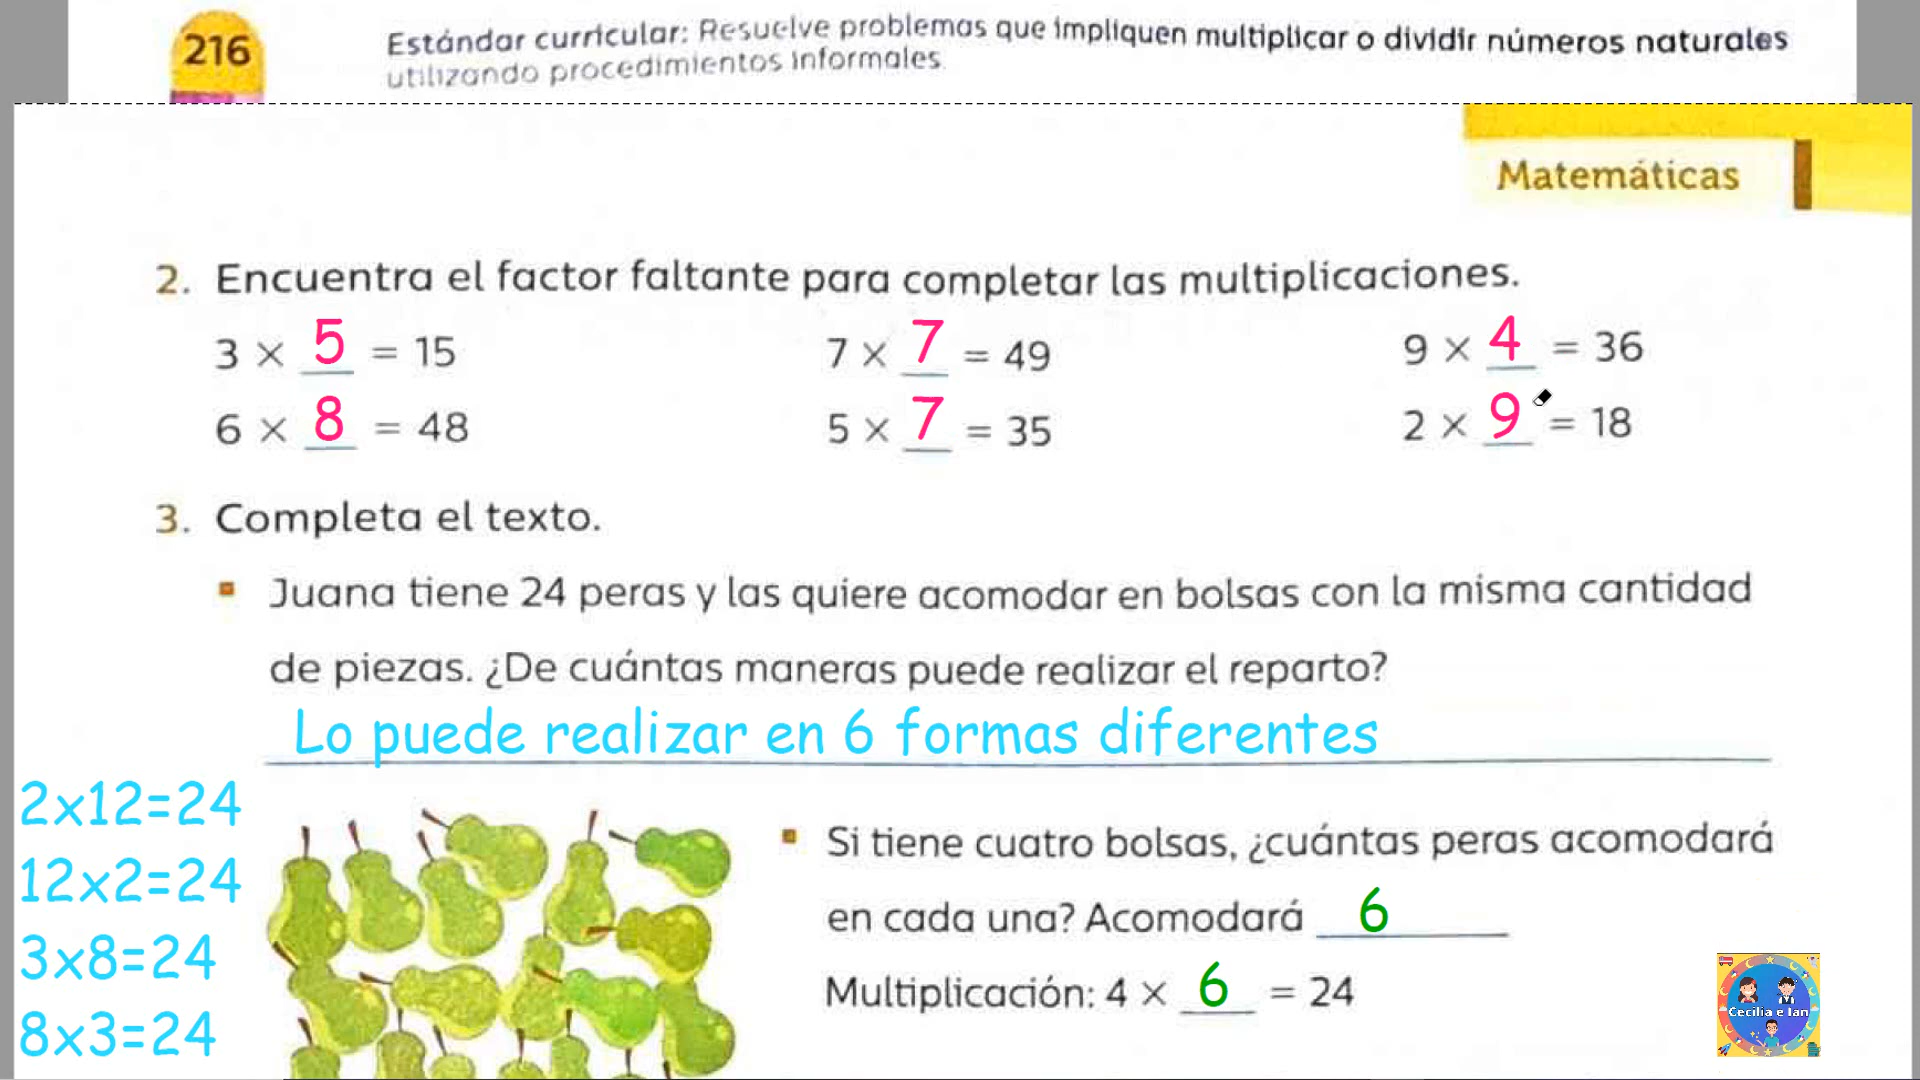 216
Estándar curricular: Resuelve problemas que impliquen multiplicar o dividir números naturales
utilizando procedimientos informales.
Matemáticas
2. Encuentra el factor faltante para completar las multiplicaciones.
3 × 5 = 15
7 × 7 = 49
9 × 4 = 36
6 × 8 = 48
5 × 7 = 35
2 × 9 = 18
3. Completa el texto.
Juana tiene 24 peras y las quiere acomodar en bolsas con la misma cantidad
de piezas. ¿De cuántas maneras puede realizar el reparto?
Lo puede realizar en 6 formas diferentes
2x12=24
12x2=24
3x8=24
8x3=24
Si tiene cuatro bolsas, ¿cuántas peras acomodará
en cada una? Acomodará 6
Multiplicación: 4 × 6 = 24
Cecilia e Ian